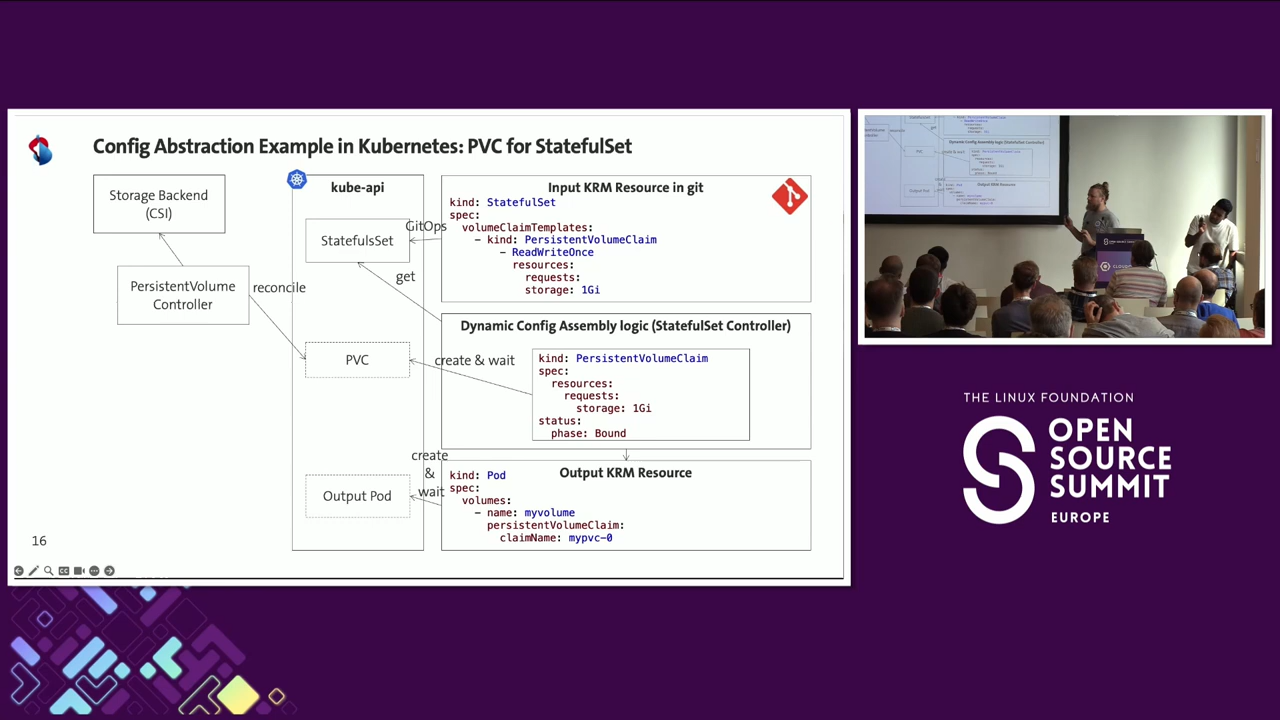 Config Abstraction Example in Kubernetes: PVC for StatefulSet
Storage Backend
(CSI)
PersistentVolume
Controller
reconcile
kube-api
StatefulsSet
GitOps
get
PVC
create & wait
create
&
wait
Output Pod
Input KRM Resource in git
kind: StatefulSet
spec:
volumeClaimTemplates:
- kind: PersistentVolumeClaim
- ReadWriteOnce
resources:
requests:
storage: 1Gi
Dynamic Config Assembly logic (StatefulSet Controller)
kind: PersistentVolumeClaim
spec:
resources:
requests:
storage: 1Gi
status:
phase: Bound
Output KRM Resource
kind: Pod
spec:
volumes:
- name: myvolume
persistentVolumeClaim:
claimName: mypvc-0
16
THE LINUX FOUNDATION
OPEN
SOURCE
SUMMIT
EUROPE